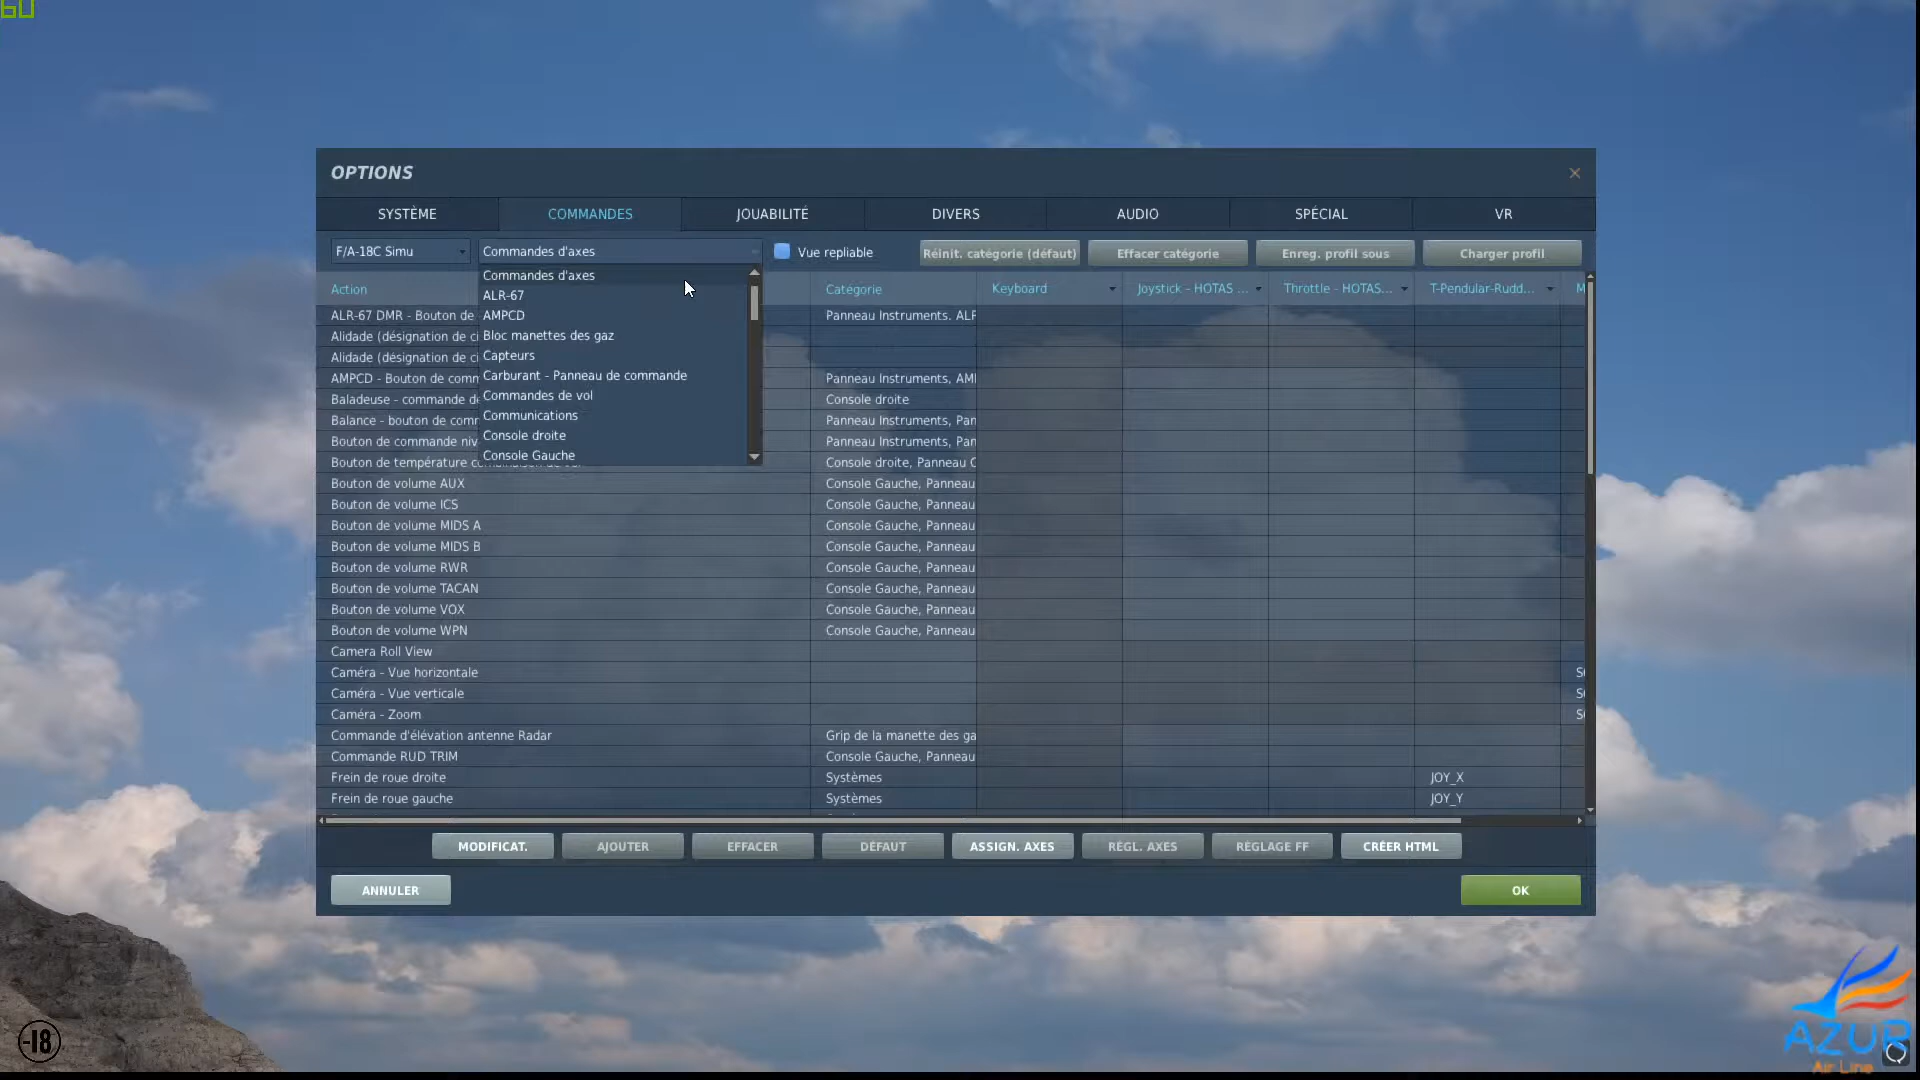 60
OPTIONS
SYSTÈME COMMANDES JOUABILITÉ DIVERS AUDIO SPÉCIAL VR
F/A-18C Simu Commandes d'axes Vue repliable Réinit. catégorie (défaut) Effacer catégorie Enreg. profil sous Charger profil
Action Commandes d'axes Catégorie Keyboard Joystick - HOTAS ... Throttle - HOTAS... T-Pendular-Rudd... M
ALR-67
ALR-67 DMR - Bouton de AMPCD Panneau Instruments. ALF
Alidade (désignation de ci Bloc manettes des gaz
Alidade (désignation de ci Capteurs
AMPCD - Bouton de comm Carburant - Panneau de commande Panneau Instruments, AMI
Baladeuse - commande de Commandes de vol Console droite
Balance - bouton de comm Communications Panneau Instruments, Pan
Bouton de commande niv Console droite Panneau Instruments, Pan
Bouton de température Console Gauche Console droite, Panneau C
Bouton de volume AUX Console Gauche, Panneau
Bouton de volume ICS Console Gauche, Panneau
Bouton de volume MIDS A Console Gauche, Panneau
Bouton de volume MIDS B Console Gauche, Panneau
Bouton de volume RWR Console Gauche, Panneau
Bouton de volume TACAN Console Gauche, Panneau
Bouton de volume VOX Console Gauche, Panneau
Bouton de volume WPN Console Gauche, Panneau
Camera Roll View
Caméra - Vue horizontale
Caméra - Vue verticale
Caméra - Zoom
Commande d'élévation antenne Radar Grip de la manette des ga
Commande RUD TRIM Console Gauche, Panneau
Frein de roue droite Systèmes JOY_X
Frein de roue gauche Systèmes JOY_Y
MODIFICAT. AJOUTER EFFACER DÉFAUT ASSIGN. AXES RÉGL. AXES RÉGLAGE FF CRÉER HTML
ANNULER OK
-18
AZUR
Air Line